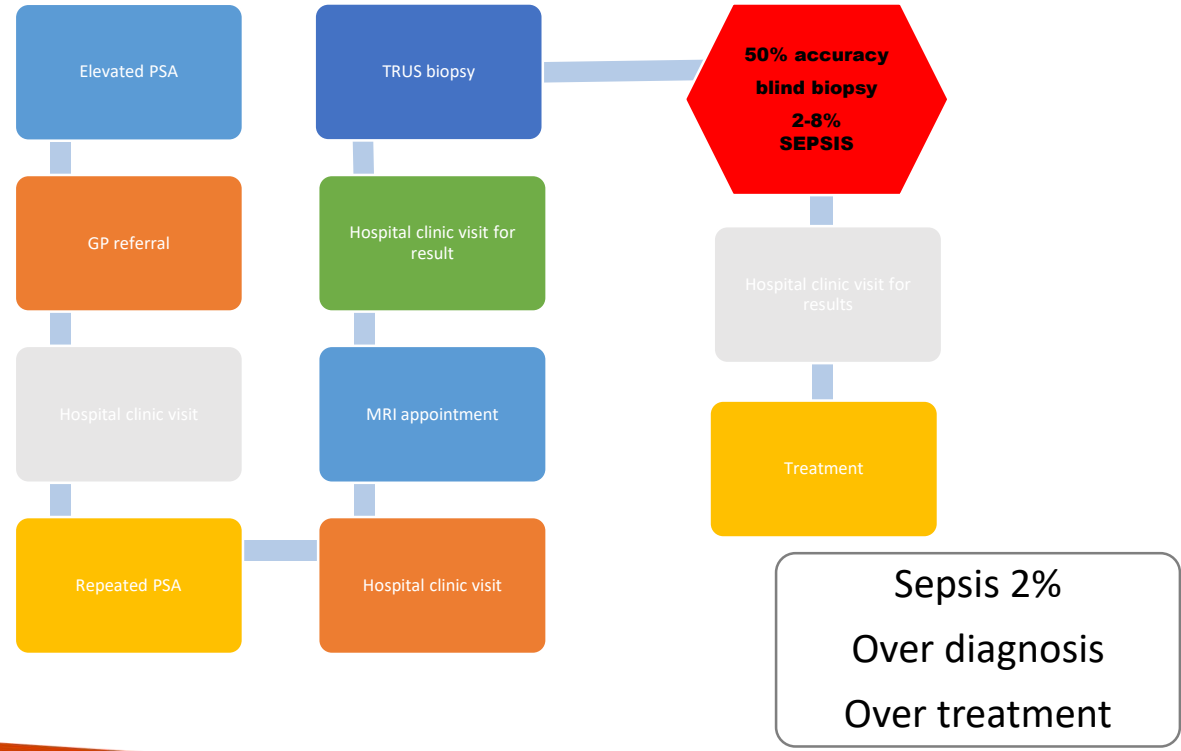 Elevated PSA
GP referral
Hospital clinic visit
Repeated PSA
Hospital clinic visit
MRI appointment
Hospital clinic visit for
result
TRUS biopsy
50% accuracy
blind biopsy
2-8%
SEPSIS
Hospital clinic visit for
results
Treatment
Sepsis 2%
Over diagnosis
Over treatment